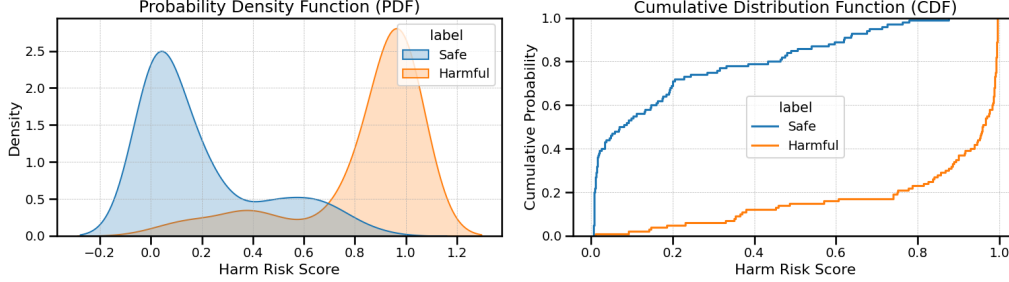 Probability Density Function (PDF)
2.5
2.0
1.5
1.0
0.5
0.0
Density
label
Safe
Harmful
−0.2 0.0 0.2 0.4 0.6 0.8 1.0 1.2
Harm Risk Score
Cumulative Distribution Function (CDF)
1.0
0.8
0.6
0.4
0.2
0.0
Cumulative Probability
label
Safe
Harmful
0.0 0.2 0.4 0.6 0.8 1.0
Harm Risk Score